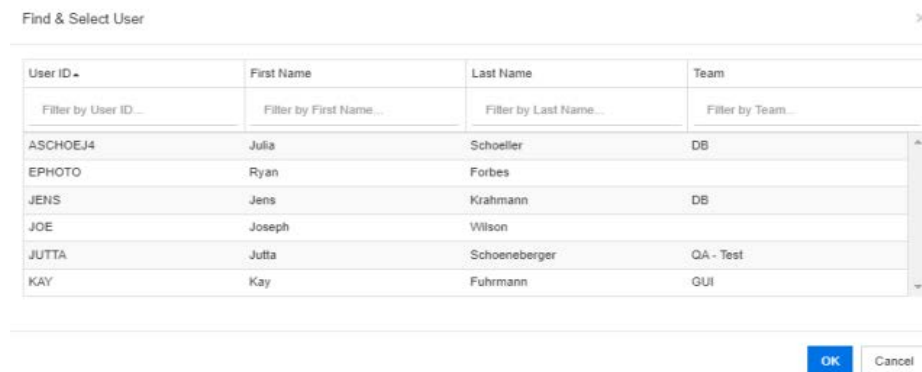 Find & Select User
User ID First Name Last Name Team
Filter by User ID... Filter by First Name... Filter by Last Name... Filter by Team...
ASCHOEJ4 Julia Schoeller DB
EPHOTO Ryan Forbes
JENS Jens Krahmann DB
JOE Joseph Wilson
JUTTA Jutta Schoeneberger QA - Test
KAY Kay Fuhrmann GUI
OK Cancel